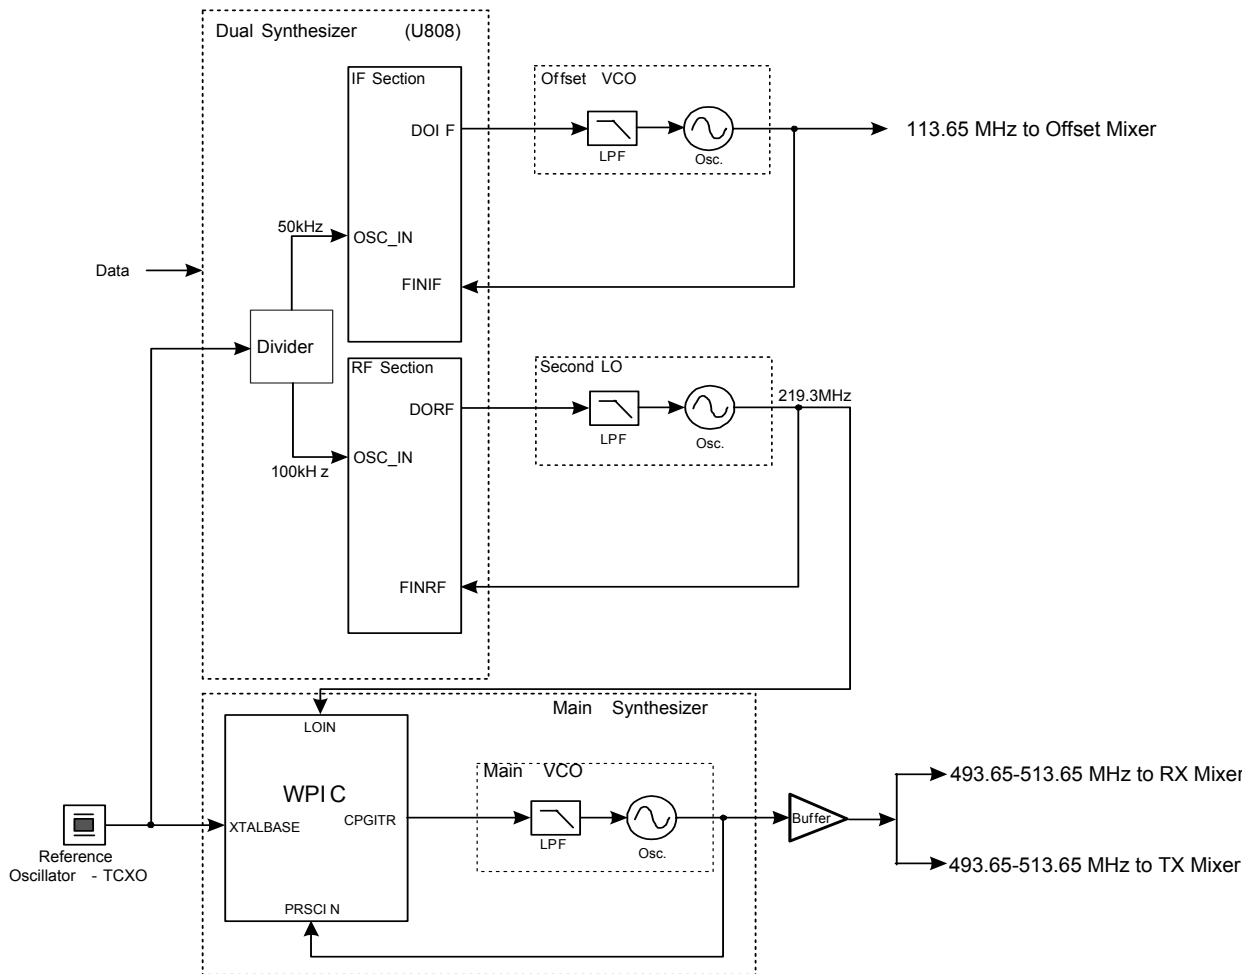 Dual Synthesizer (U808)
IF Section
DOI F
OSC_IN
FINIF
Offset VCO
LPF
Osc.
113.65 MHz to Offset Mixer
50kHz
Data
Divider
100kH z
RF Section
DORF
OSC_IN
FINRF
Second LO
LPF
Osc.
219.3MHz
Main Synthesizer
LOIN
WPI C
XTALBASE
CPGITR
PRSCI N
Main VCO
LPF
Osc.
Buffer
493.65-513.65 MHz to RX Mixer
493.65-513.65 MHz to TX Mixer
Reference
Oscillator - TCXO